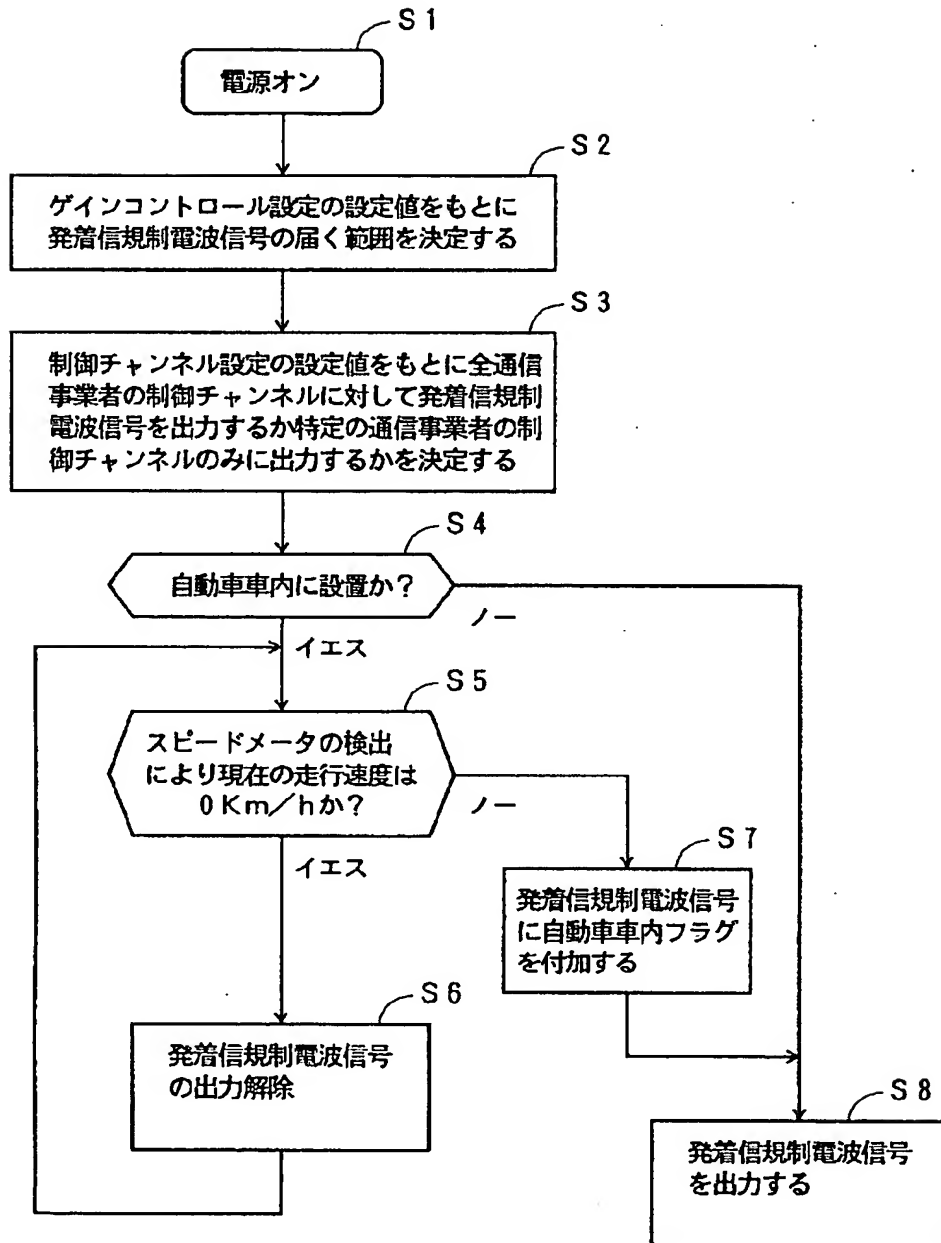 S1
電源オン
S2
ゲインコントロール設定の設定値をもとに
発着信規制電波信号の届く範囲を決定する
S3
制御チャンネル設定の設定値をもとに全通信
事業者の制御チャンネルに対して発着信規制
電波信号を出力するか特定の通信事業者の制
御チャンネルのみに出力するかを決定する
S4
自動車車内に設置か?
ノー
イエス
S5
スピードメータの検出
により現在の走行速度は
0Km/hか?
ノー
イエス
S7
発着信規制電波信号
に自動車車内フラグ
を付加する
S6
発着信規制電波信号
の出力解除
S8
発着信規制電波信号
を出力する